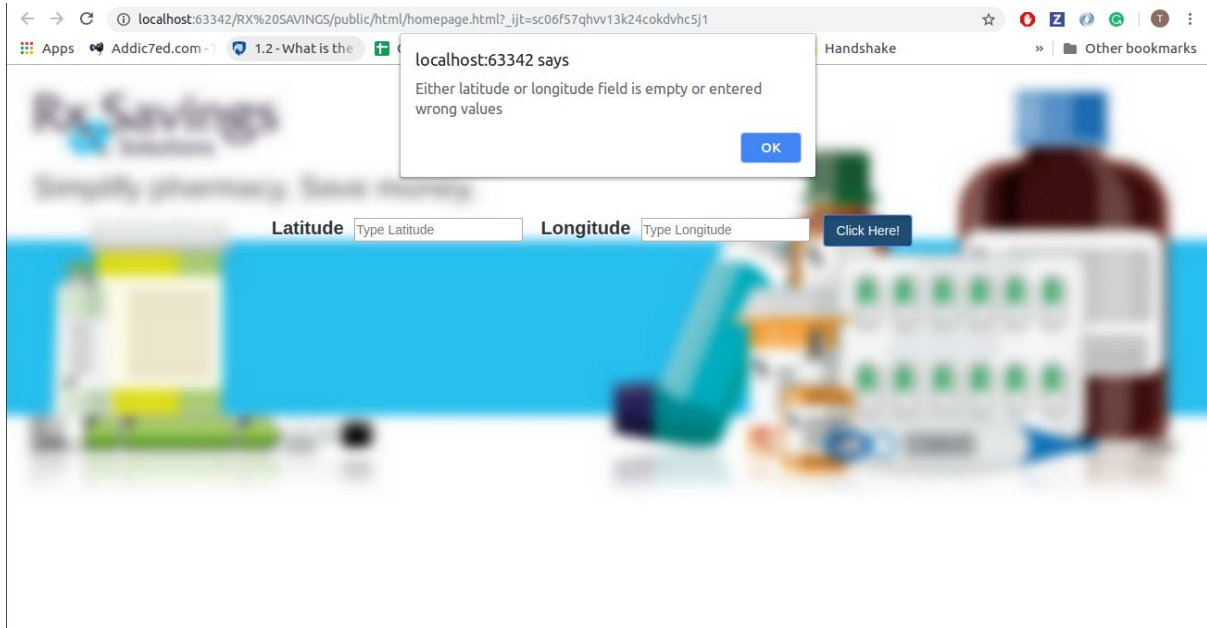 localhost:63342/RX%20SAVINGS/public/html/homepage.html?_ijt=sc06f57qhvv13k24cokdvhc5j1
Apps Addic7ed.com - 1.2 - What is the Handshake » Other bookmarks
localhost:63342 says
Either latitude or longitude field is empty or entered
wrong values
OK
Rx Savings
Solutions
Simplify pharmacy. Save money.
Latitude Type Latitude Longitude Type Longitude Click Here!